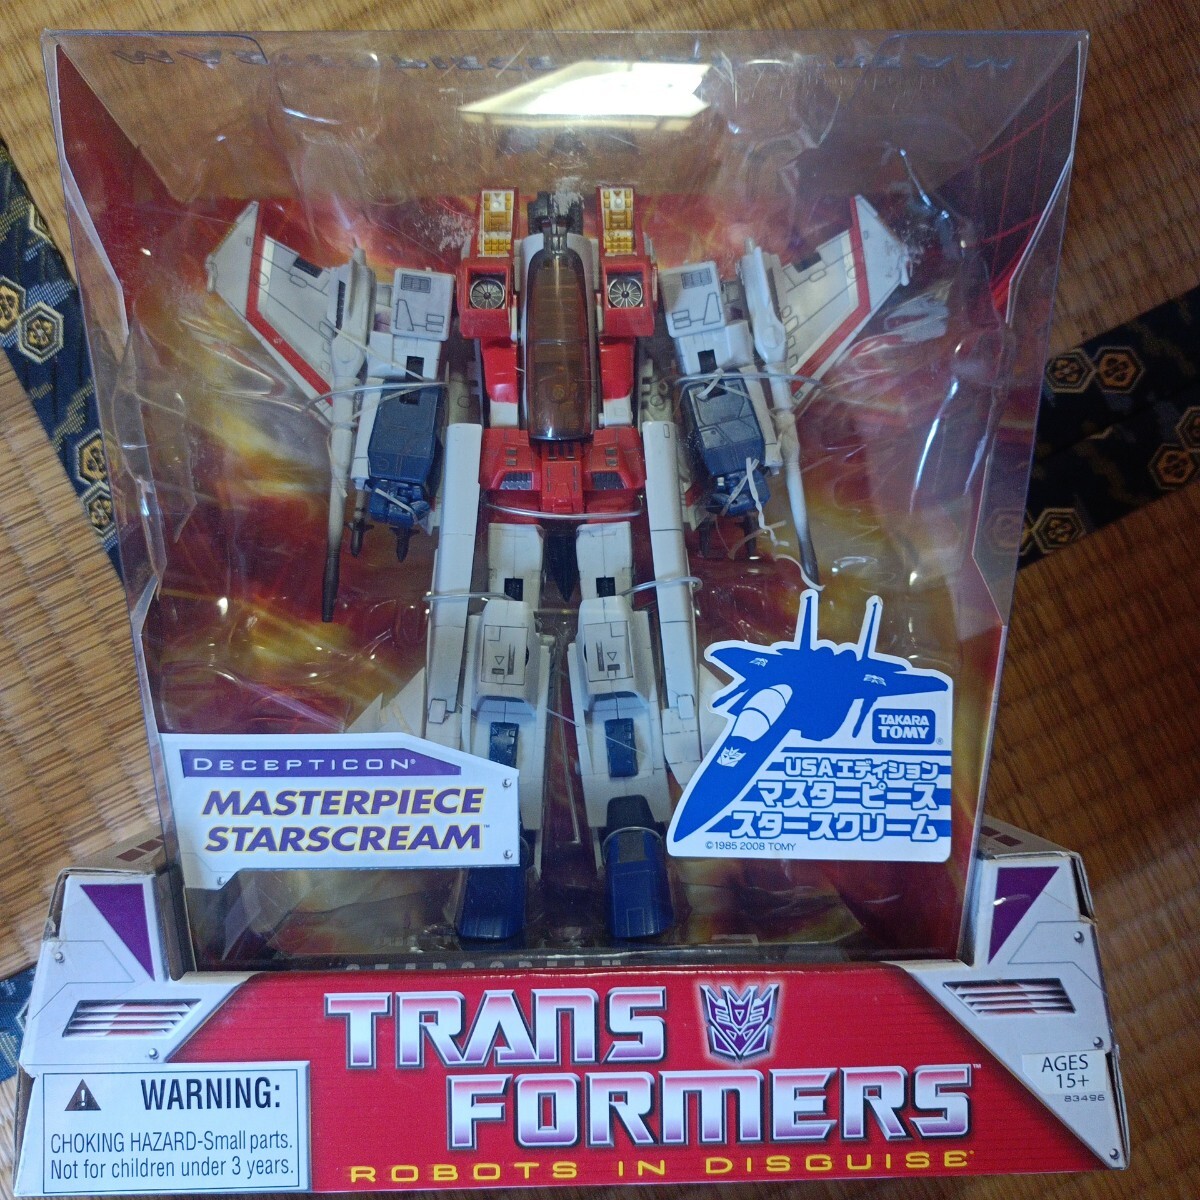 DECEPTICON®
MASTERPIECE
STARSCREAM™
TAKARA
TOMY®
USAエディション
マスターピース
スタースクリーム
©1985 2008 TOMY
STARSCREAM
TRANS
FORMERS™
ROBOTS IN DISGUISE®
WARNING:
CHOKING HAZARD-Small parts.
Not for children under 3 years.
AGES
15+
83496